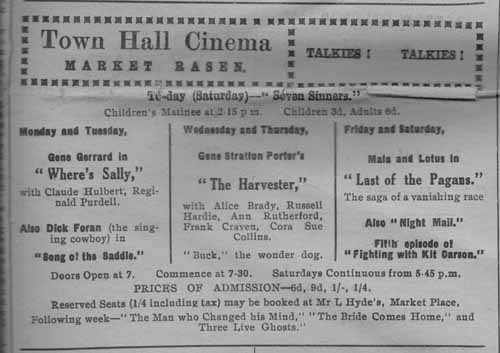 Town Hall Cinema
MARKET RASEN.
TALKIES! TALKIES!
To-day (Saturday)—"Seven Sinners."
Children's Matinee at 2-15 p m. Children 3d, Adults 6d.
Monday and Tuesday,
Gene Gerrard in
"Where's Sally,"
with Claude Hulbert, Regi-
nald Purdell.
Also Dick Foran (the sing-
ing cowboy) in
"Song of the Saddle."
Wednesday and Thursday,
Gene Stratton Porter's
"The Harvester,"
with Alice Brady, Russell
Hardie, Ann Rutherford,
Frank Craven, Cora Sue
Collins.
"Buck," the wonder dog.
Friday and Saturday,
Mala and Lotus in
"Last of the Pagans."
The saga of a vanishing race
Also "Night Mail."
Fifth episode of
"Fighting with Kit Carson."
Doors Open at 7. Commence at 7-30. Saturdays Continuous from 5-45 p.m.
PRICES OF ADMISSION—6d, 9d, 1/-, 1/4.
Reserved Seats (1/4 including tax) may be booked at Mr L Hyde's, Market Place,
Following week—"The Man who Changed his Mind," "The Bride Comes Home," and
Three Live Ghosts."